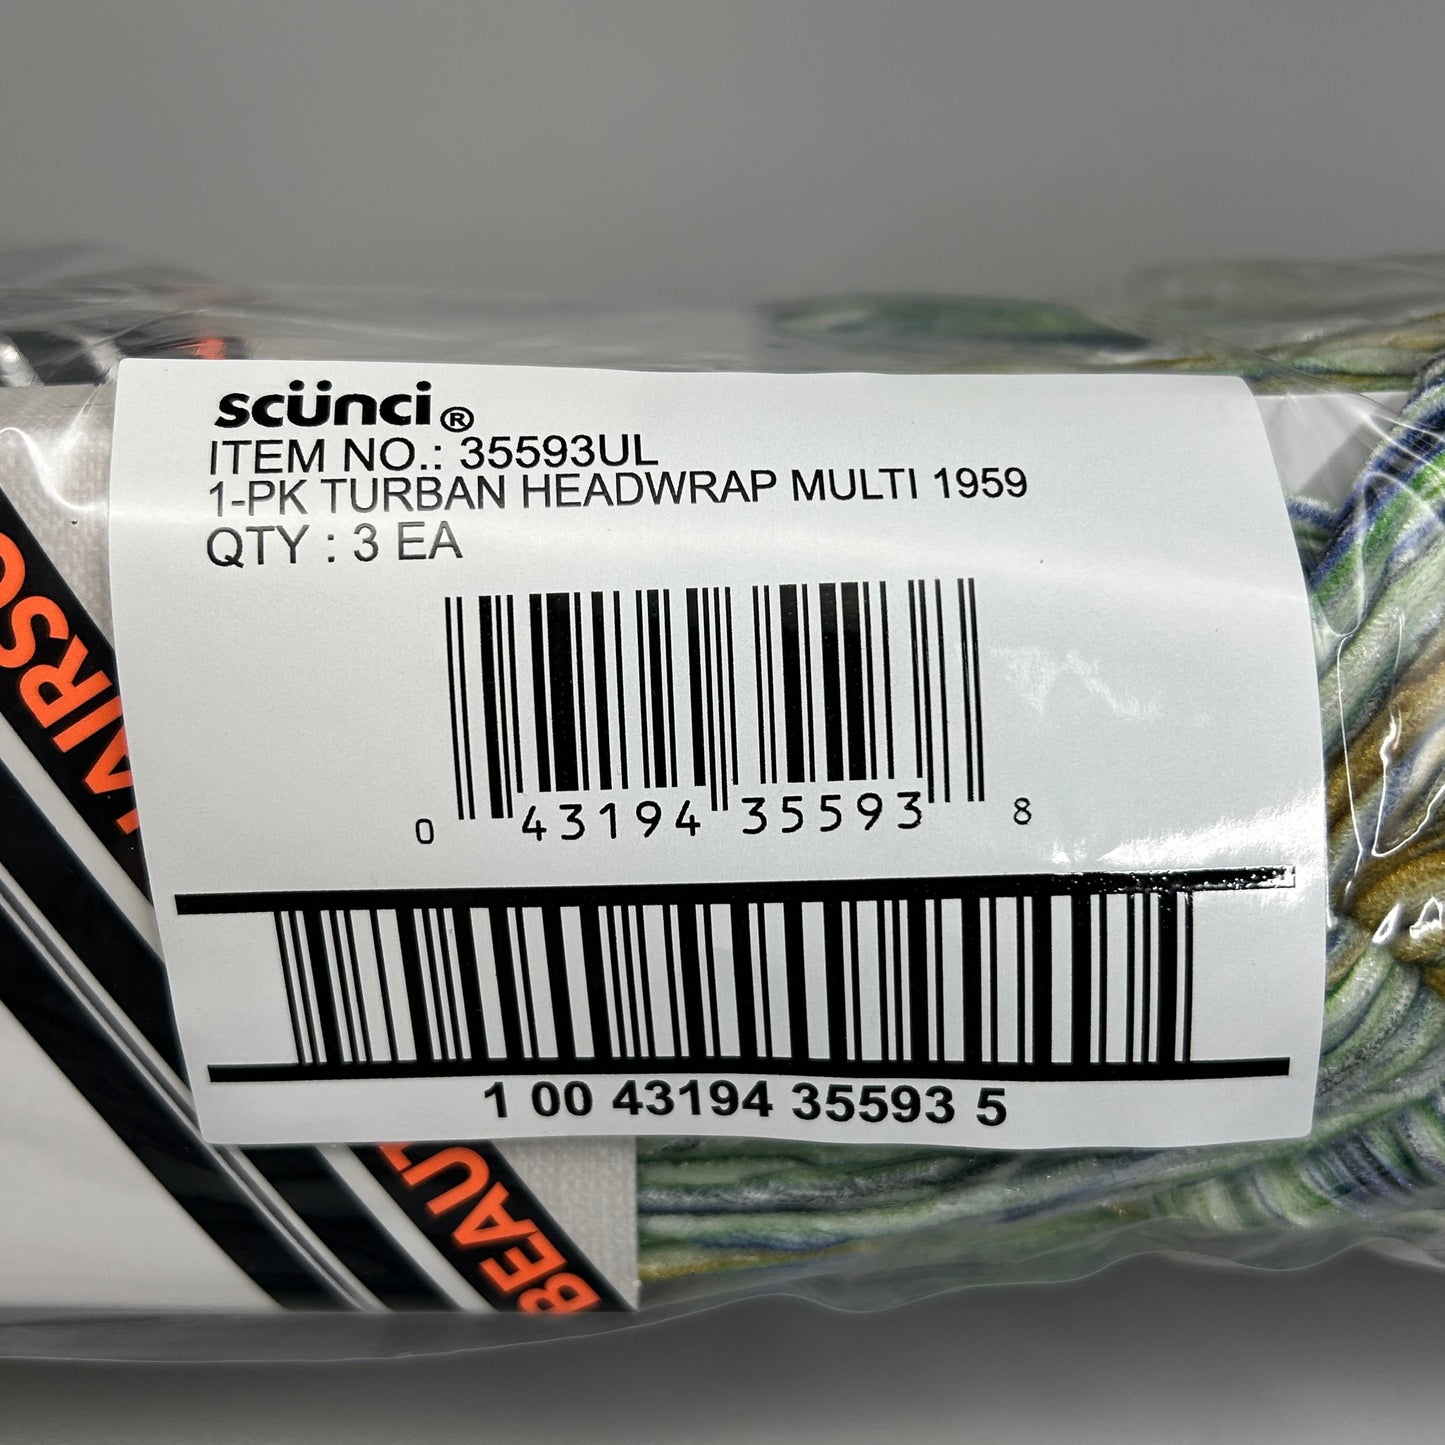 scünci®
ITEM NO.: 35593UL
1-PK TURBAN HEADWRAP MULTI 1959
QTY : 3 EA
0 43194 35593 8
1 00 43194 35593 5